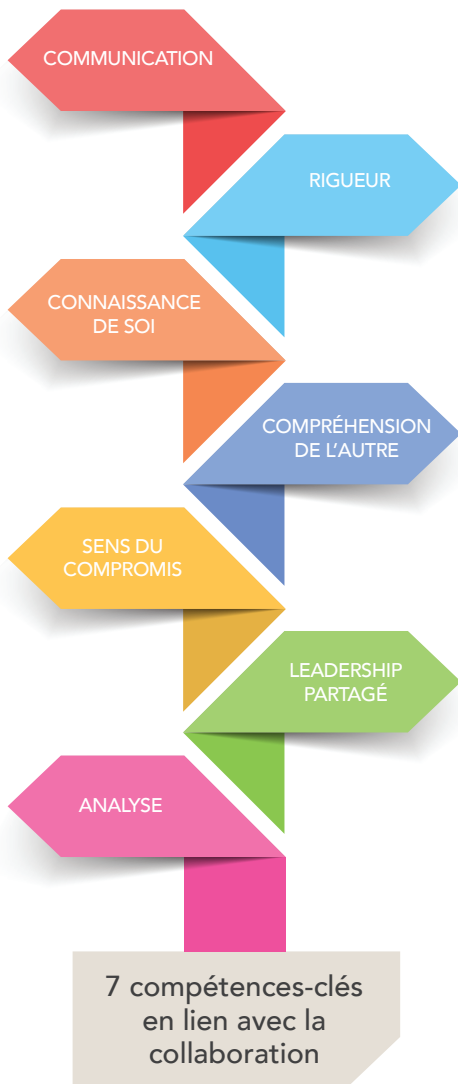 COMMUNICATION
RIGUEUR
CONNAISSANCE
DE SOI
COMPRÉHENSION
DE L’AUTRE
SENS DU
COMPROMIS
LEADERSHIP
PARTAGÉ
ANALYSE
7 compétences-clés
en lien avec la
collaboration